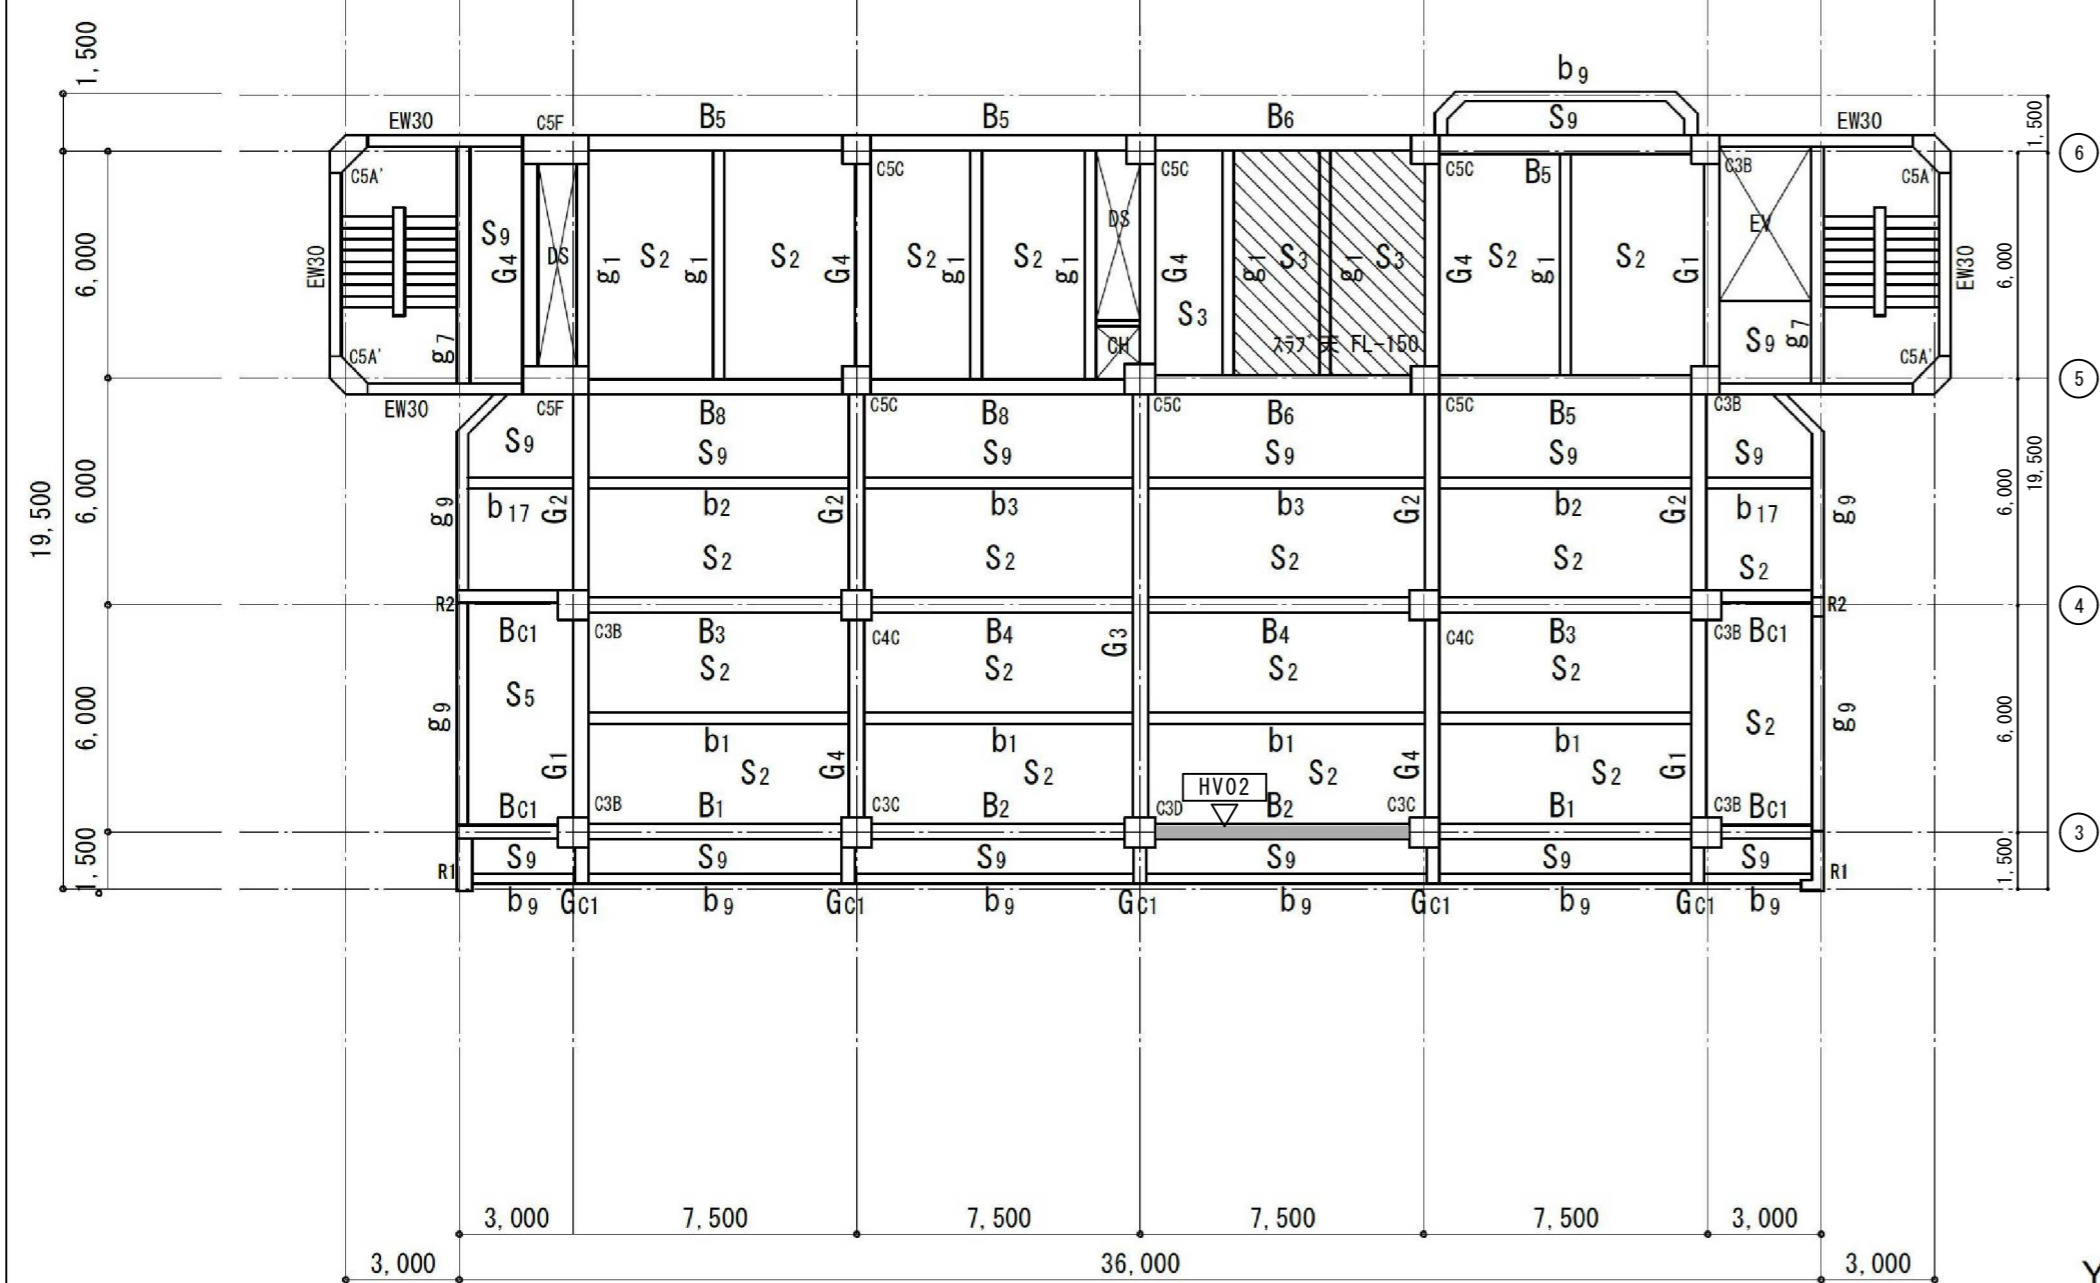 1,500
b9
1,500
EW30 C5F B5 B5 B6 S9 EW30
6
C5A' C5C C5C C5C B5 C3B C5A'
6,000 EW30 S9 G4 DS g1 S2 g1 S2 G4 S2 g1 S2 g1 DS G4 g1 S3 g1 S3 G4 S2 g1 S2 G1 EV EW30 6,000
S3
C5A' g7 CH スラブ天 FL-150 S9 g7 C5A'
5
EW30 C5F B8 C5C B8 C5C B6 C5C B5 C3B
S9 S9 S9 S9 S9 S9
19,500 6,000 g9 b17 G2 b2 G2 b3 b3 G2 b2 G2 b17 g9 6,000 19,500
S2 S2 S2 S2 S2
R2 R2
4
BC1 C3B B3 C4C B4 G3 B4 C4C B3 C3B BC1
S2 S2 S2 S2
6,000 g9 S5 S2 g9 6,000
G1 b1 S2 G4 b1 S2 b1 S2 G4 b1 S2 G1
HV02
BC1 C3B B1 C3C B2 C3D B2 C3C B1 C3B BC1
3
1,500 R1 S9 S9 S9 S9 S9 S9 R1 1,500
b9 GC1 b9 GC1 b9 GC1 b9 GC1 b9 GC1 b9
3,000 7,500 7,500 7,500 7,500 3,000
3,000 36,000 3,000
Y